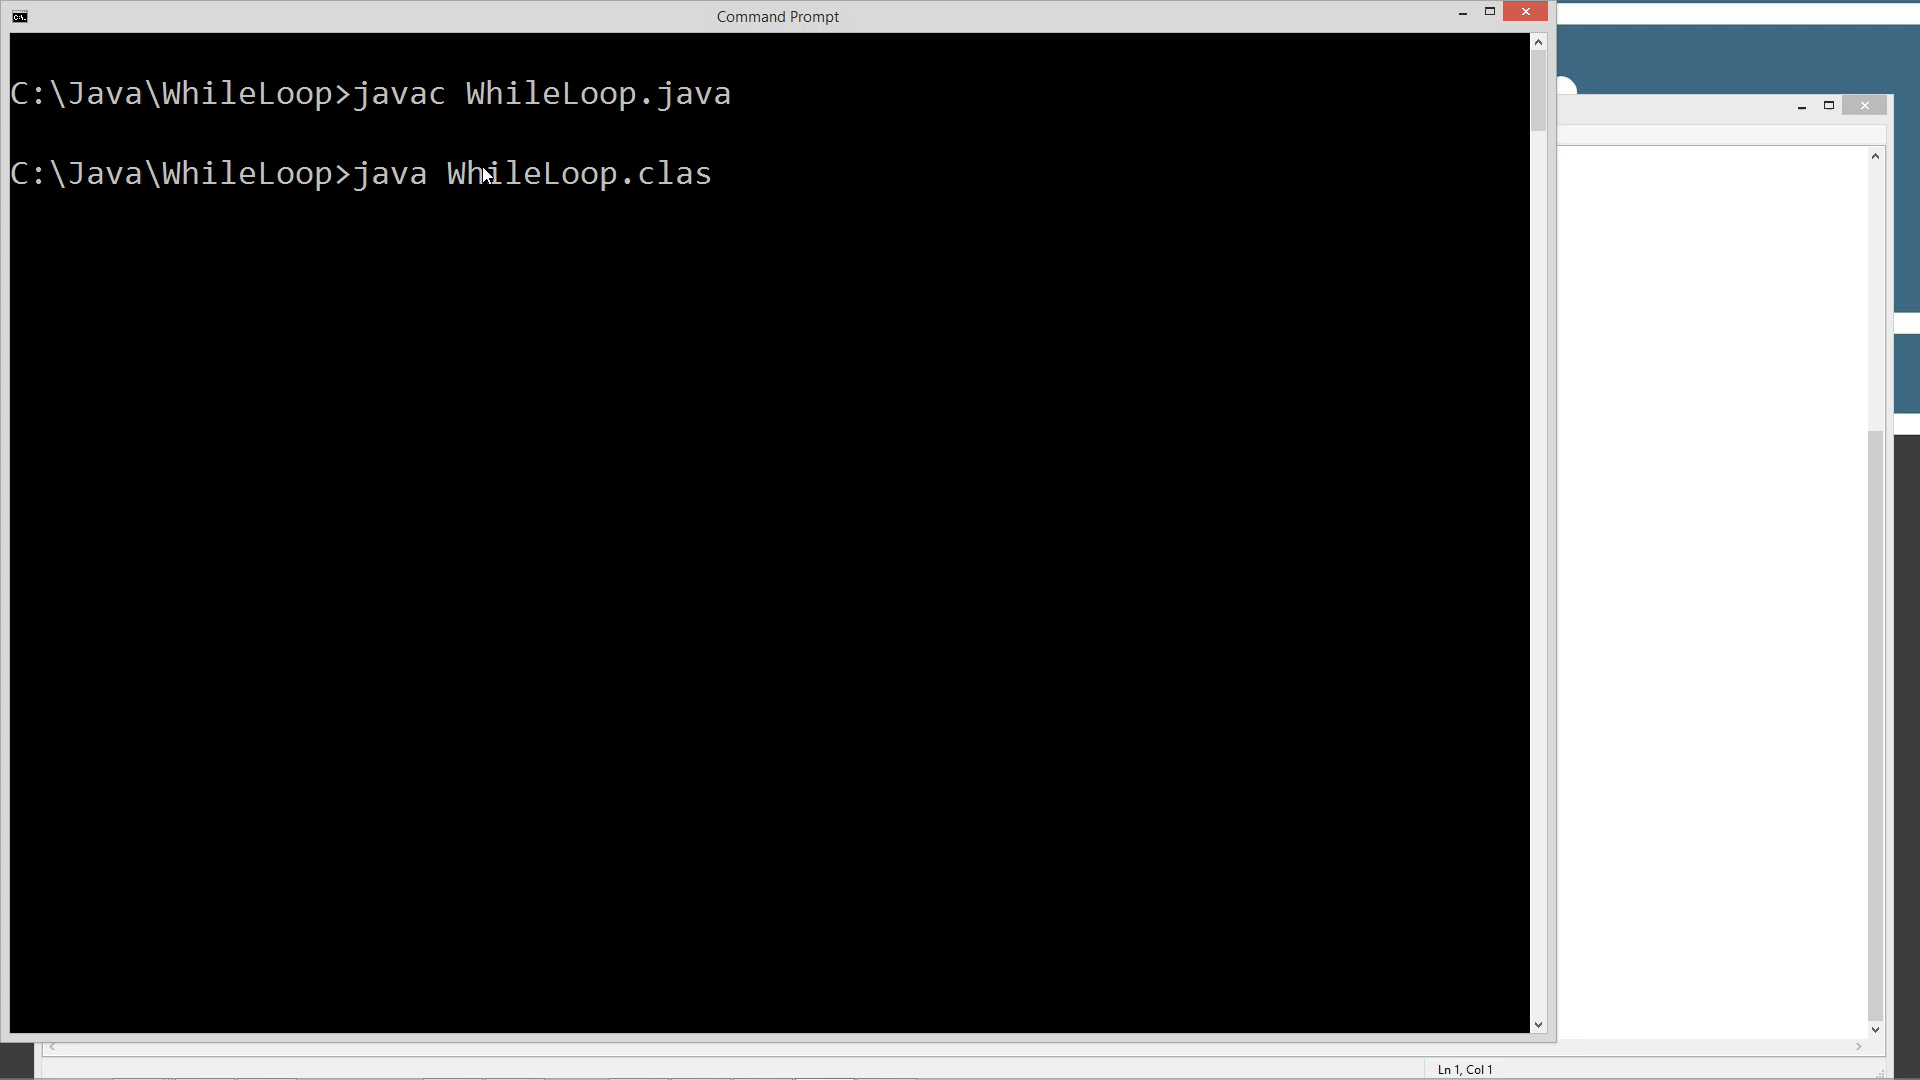 Command Prompt
C:\Java\WhileLoop>javac WhileLoop.java
C:\Java\WhileLoop>java WhileLoop.clas
Ln 1, Col 1